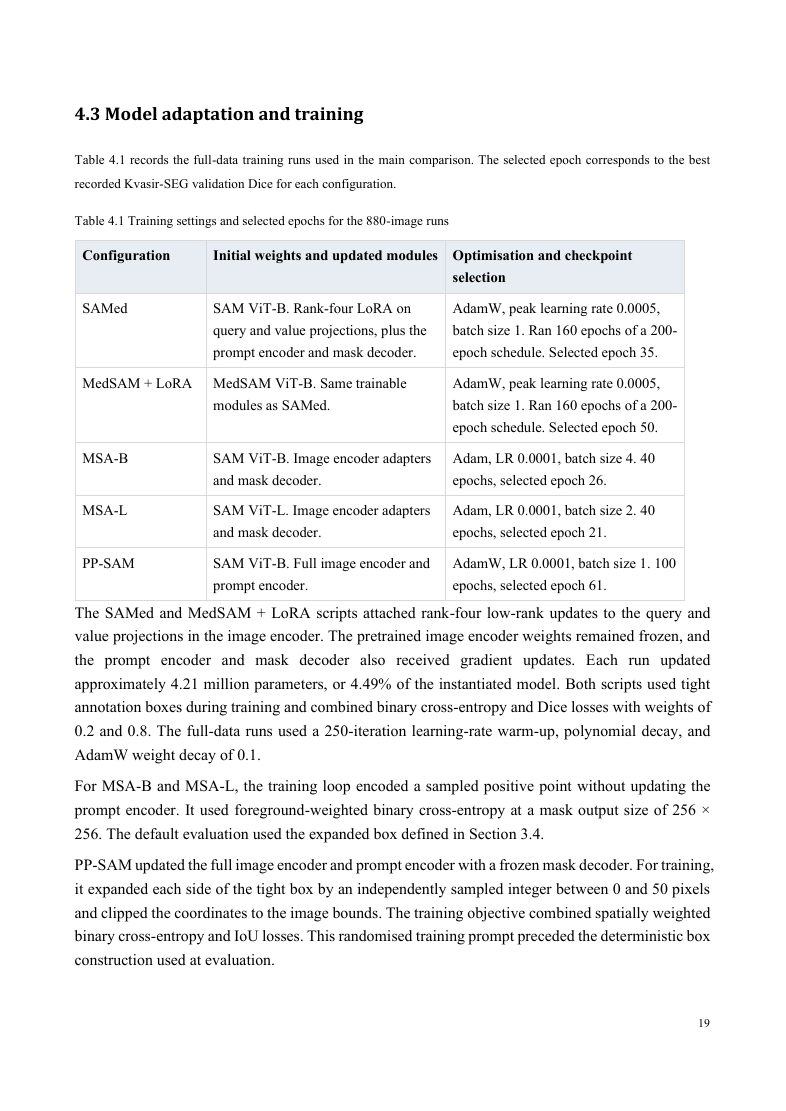 4.3 Model adaptation and training
Table 4.1 records the full-data training runs used in the main comparison. The selected epoch corresponds to the best
recorded Kvasir-SEG validation Dice for each configuration.
Table 4.1 Training settings and selected epochs for the 880-image runs
Configuration
Initial weights and updated modules
Optimisation and checkpoint
selection
SAMed
SAM ViT-B. Rank-four LoRA on
query and value projections, plus the
prompt encoder and mask decoder.
AdamW, peak learning rate 0.0005,
batch size 1. Ran 160 epochs of a 200-
epoch schedule. Selected epoch 35.
MedSAM + LoRA
MedSAM ViT-B. Same trainable
modules as SAMed.
AdamW, peak learning rate 0.0005,
batch size 1. Ran 160 epochs of a 200-
epoch schedule. Selected epoch 50.
MSA-B
SAM ViT-B. Image encoder adapters
and mask decoder.
Adam, LR 0.0001, batch size 4. 40
epochs, selected epoch 26.
MSA-L
SAM ViT-L. Image encoder adapters
and mask decoder.
Adam, LR 0.0001, batch size 2. 40
epochs, selected epoch 21.
PP-SAM
SAM ViT-B. Full image encoder and
prompt encoder.
AdamW, LR 0.0001, batch size 1. 100
epochs, selected epoch 61.
The SAMed and MedSAM + LoRA scripts attached rank-four low-rank updates to the query and
value projections in the image encoder. The pretrained image encoder weights remained frozen, and
the prompt encoder and mask decoder also received gradient updates. Each run updated
approximately 4.21 million parameters, or 4.49% of the instantiated model. Both scripts used tight
annotation boxes during training and combined binary cross-entropy and Dice losses with weights of
0.2 and 0.8. The full-data runs used a 250-iteration learning-rate warm-up, polynomial decay, and
AdamW weight decay of 0.1.
For MSA-B and MSA-L, the training loop encoded a sampled positive point without updating the
prompt encoder. It used foreground-weighted binary cross-entropy at a mask output size of 256 ×
256. The default evaluation used the expanded box defined in Section 3.4.
PP-SAM updated the full image encoder and prompt encoder with a frozen mask decoder. For training,
it expanded each side of the tight box by an independently sampled integer between 0 and 50 pixels
and clipped the coordinates to the image bounds. The training objective combined spatially weighted
binary cross-entropy and IoU losses. This randomised training prompt preceded the deterministic box
construction used at evaluation.
19